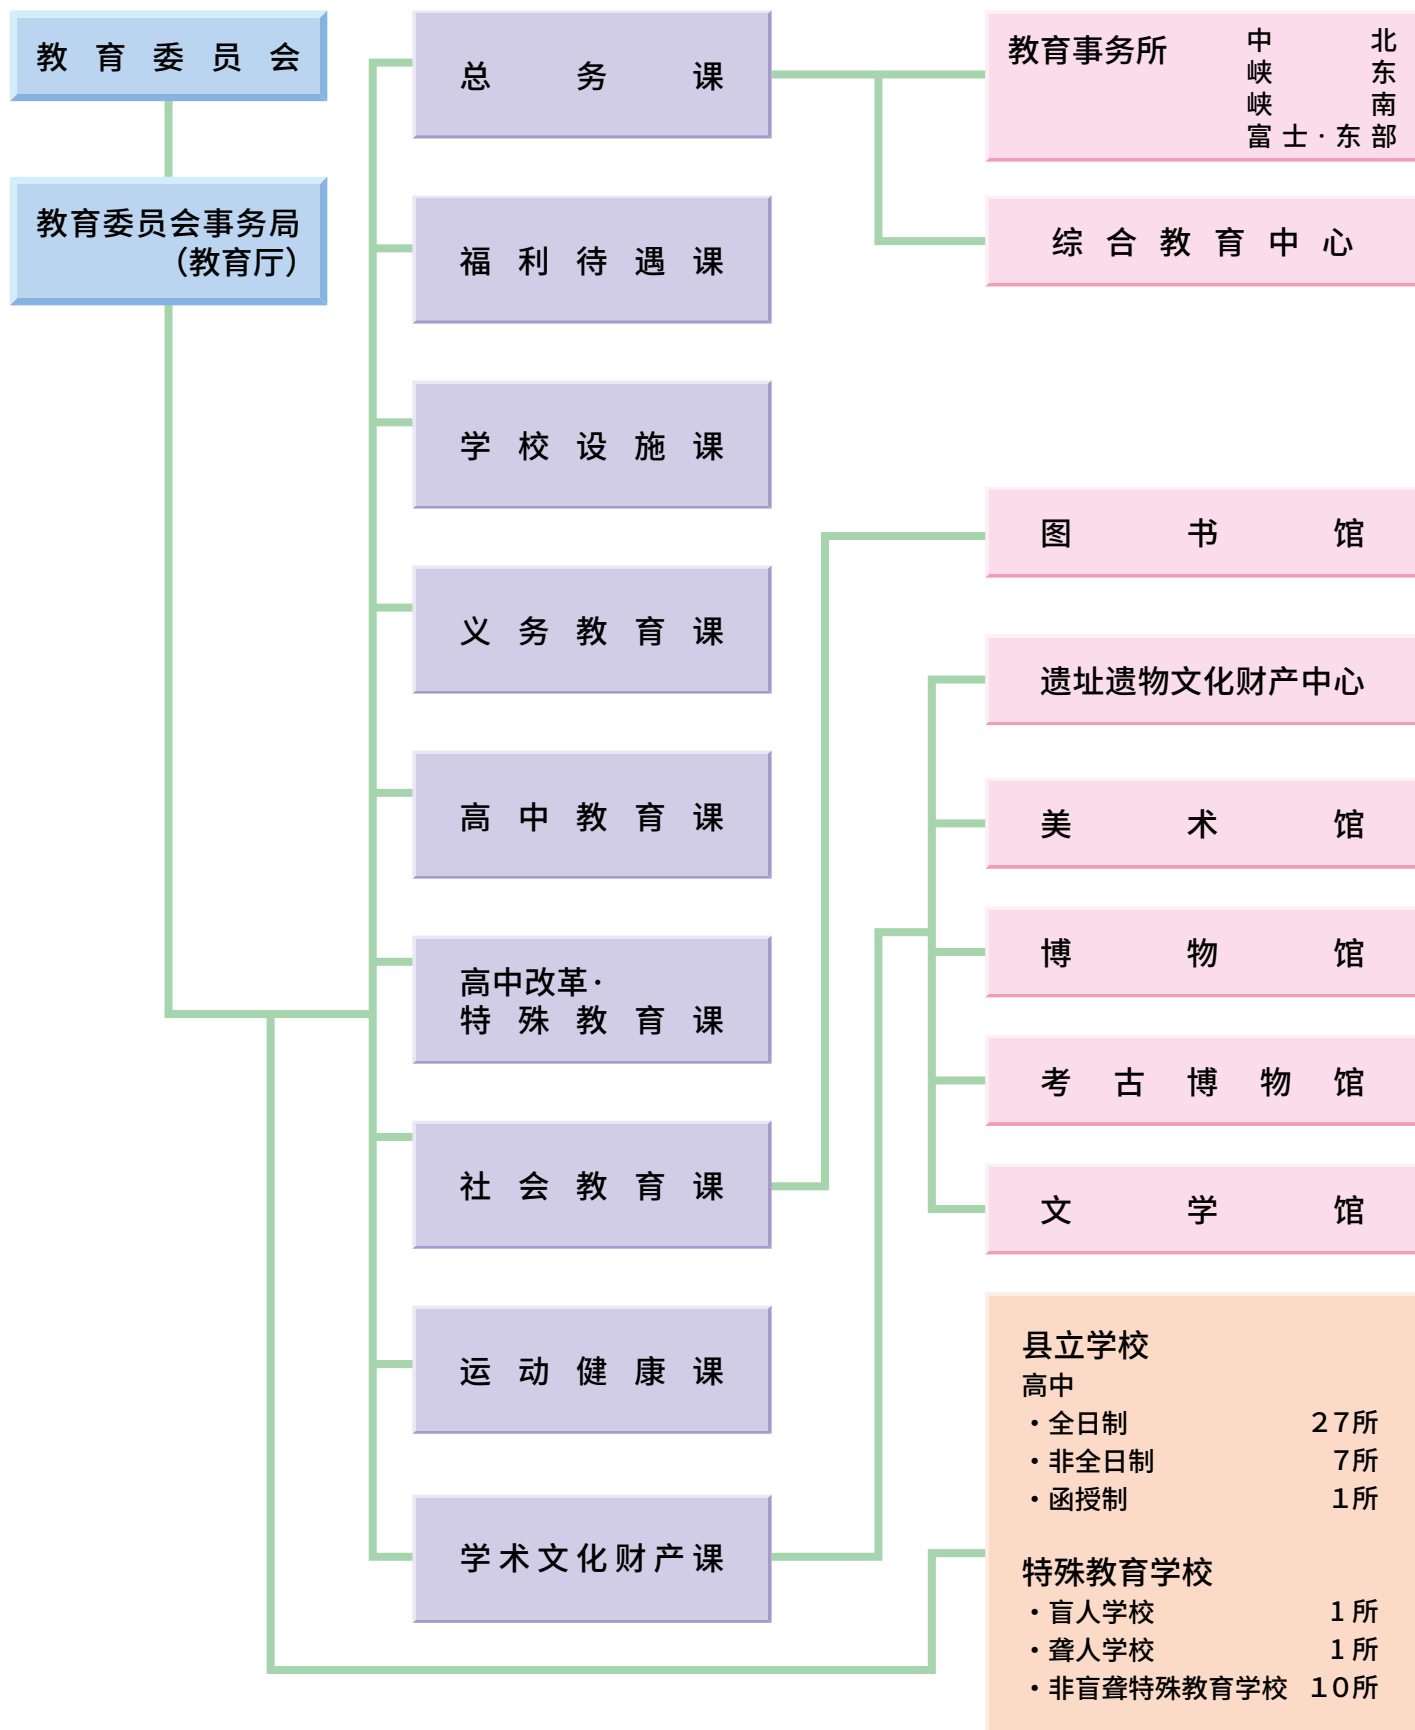 教育委员会
教育委员会事务局
（教育厅）
总务课
福利待遇课
学校设施课
义务教育课
高中教育课
高中改革·
特殊教育课
社会教育课
运动健康课
学术文化财产课
教育事务所
中北
峡东
峡南
富士·东部
综合教育中心
图书馆
遗址遗物文化财产中心
美术馆
博物馆
考古博物馆
文学馆
县立学校
高中
・全日制 27所
・非全日制 7所
・函授制 1所
特殊教育学校
・盲人学校 1所
・聋人学校 1所
・非盲聋特殊教育学校 10所